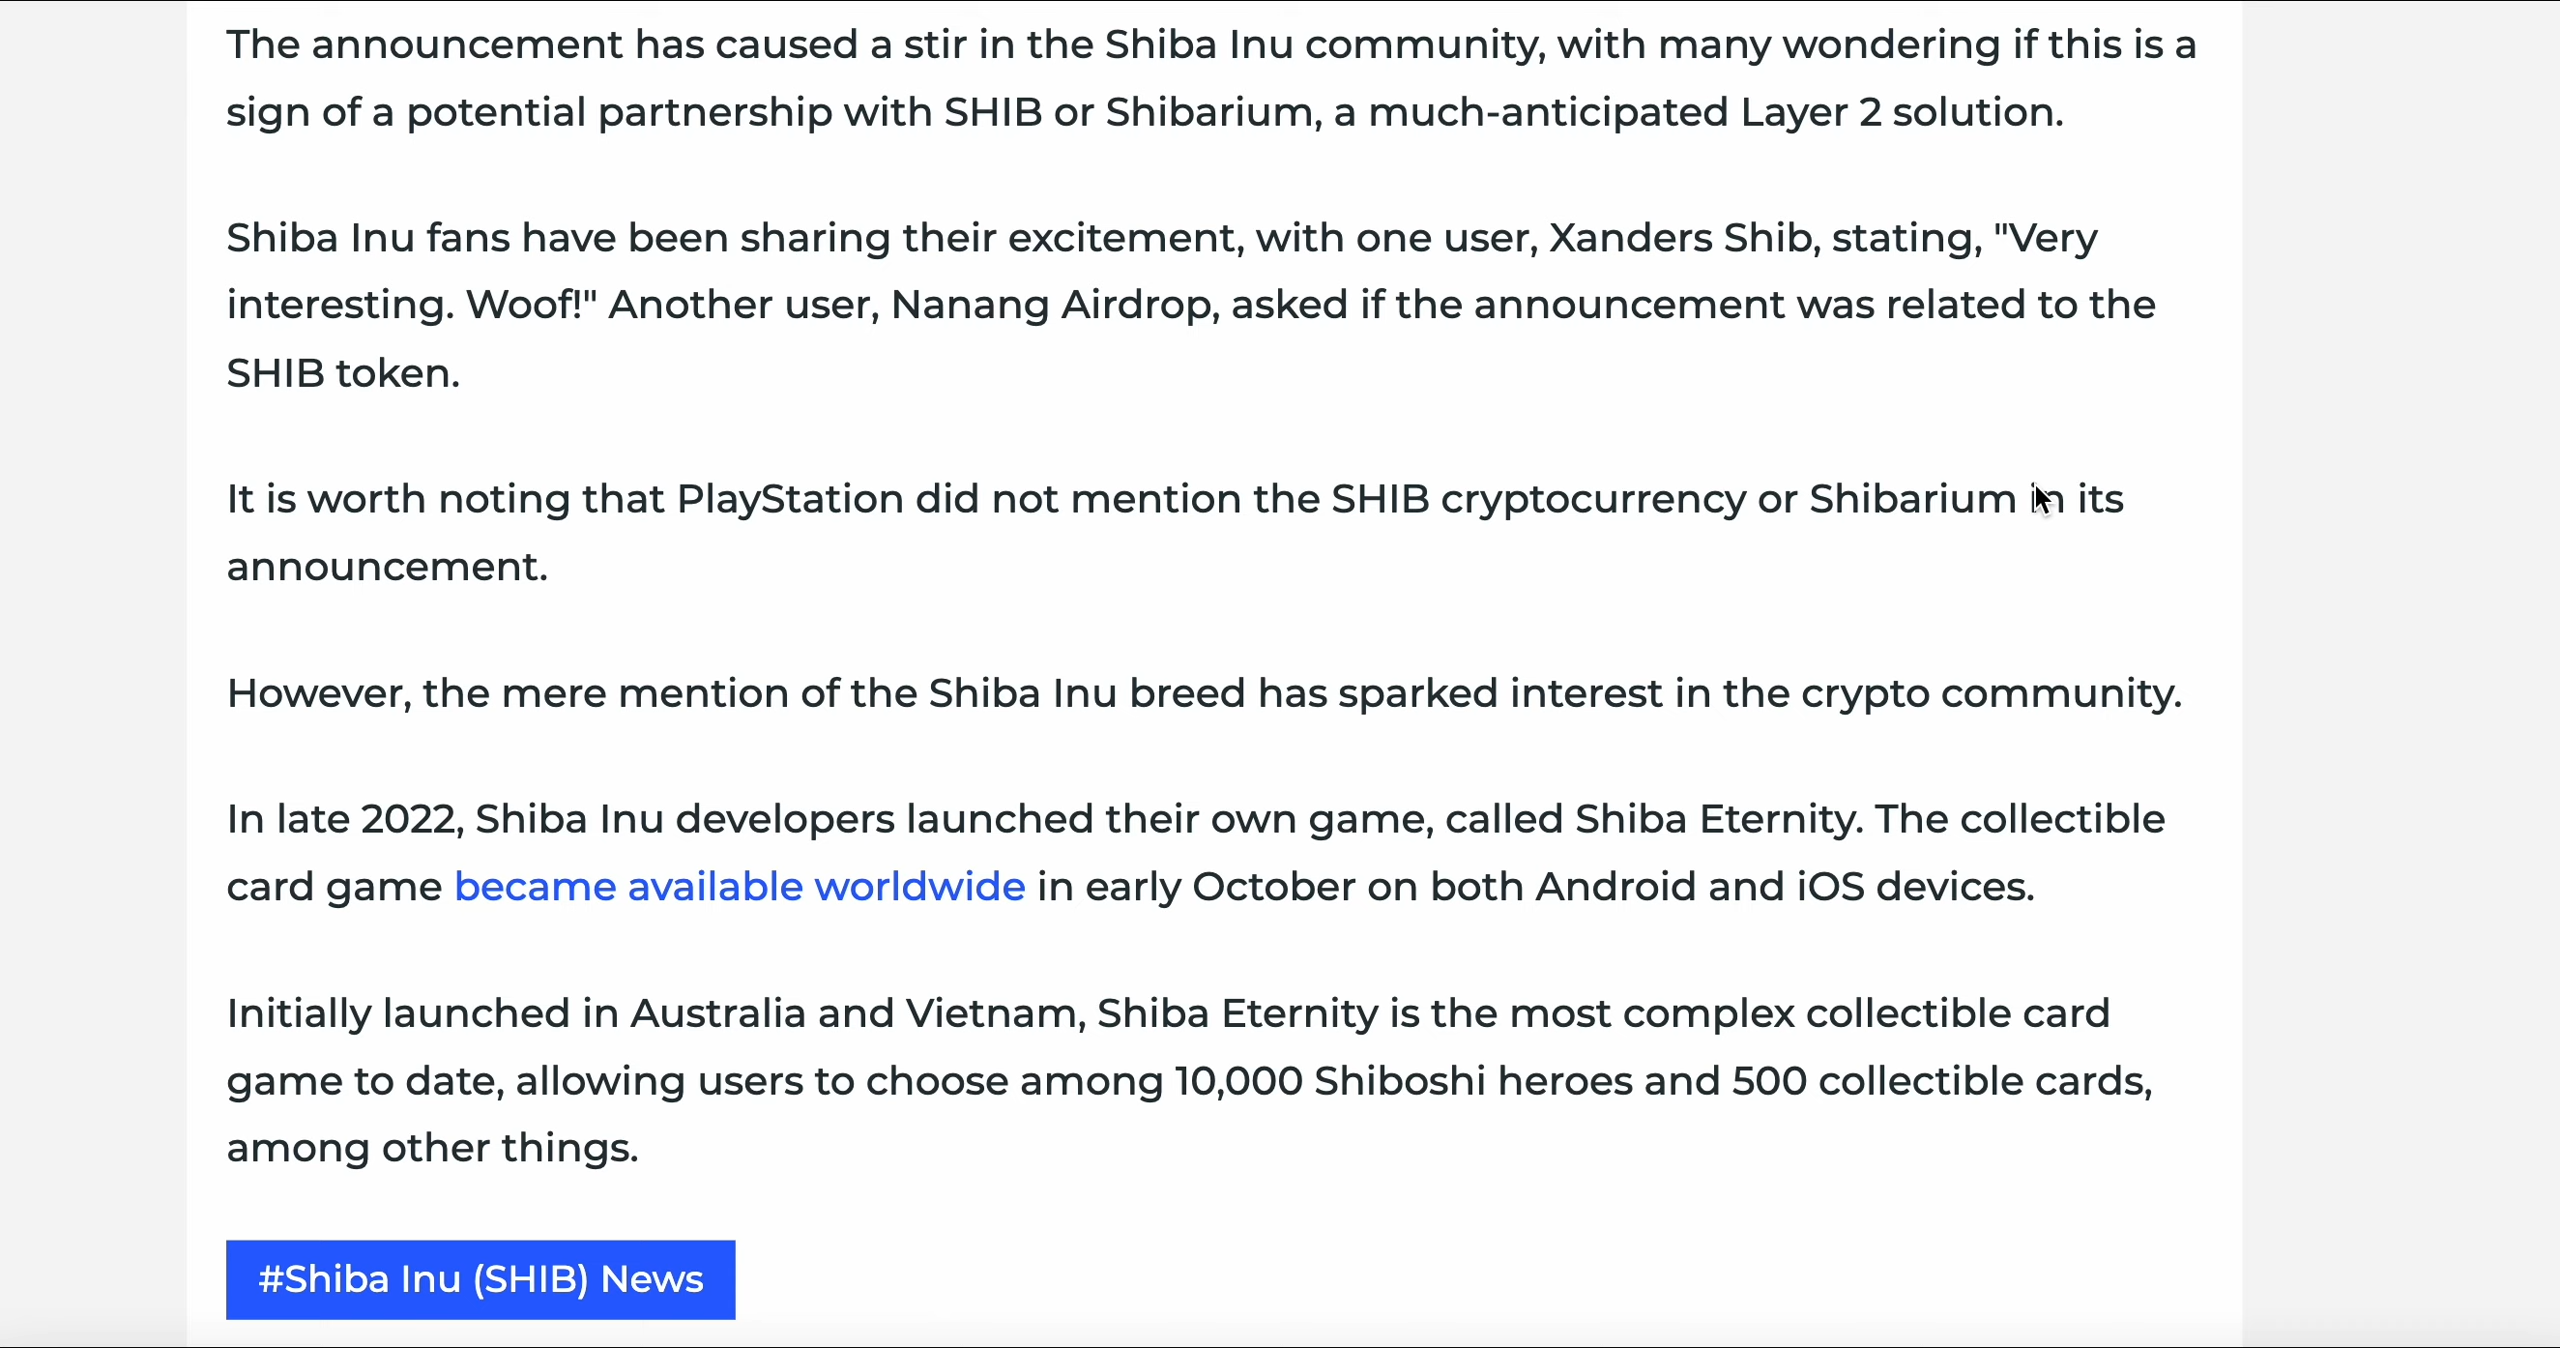 The announcement has caused a stir in the Shiba Inu community, with many wondering if this is a
sign of a potential partnership with SHIB or Shibarium, a much-anticipated Layer 2 solution.
Shiba Inu fans have been sharing their excitement, with one user, Xanders Shib, stating, "Very
interesting. Woof!" Another user, Nanang Airdrop, asked if the announcement was related to the
SHIB token.
It is worth noting that PlayStation did not mention the SHIB cryptocurrency or Shibarium in its
announcement.
However, the mere mention of the Shiba Inu breed has sparked interest in the crypto community.
In late 2022, Shiba Inu developers launched their own game, called Shiba Eternity. The collectible
card game became available worldwide in early October on both Android and iOS devices.
Initially launched in Australia and Vietnam, Shiba Eternity is the most complex collectible card
game to date, allowing users to choose among 10,000 Shiboshi heroes and 500 collectible cards,
among other things.
#Shiba Inu (SHIB) News